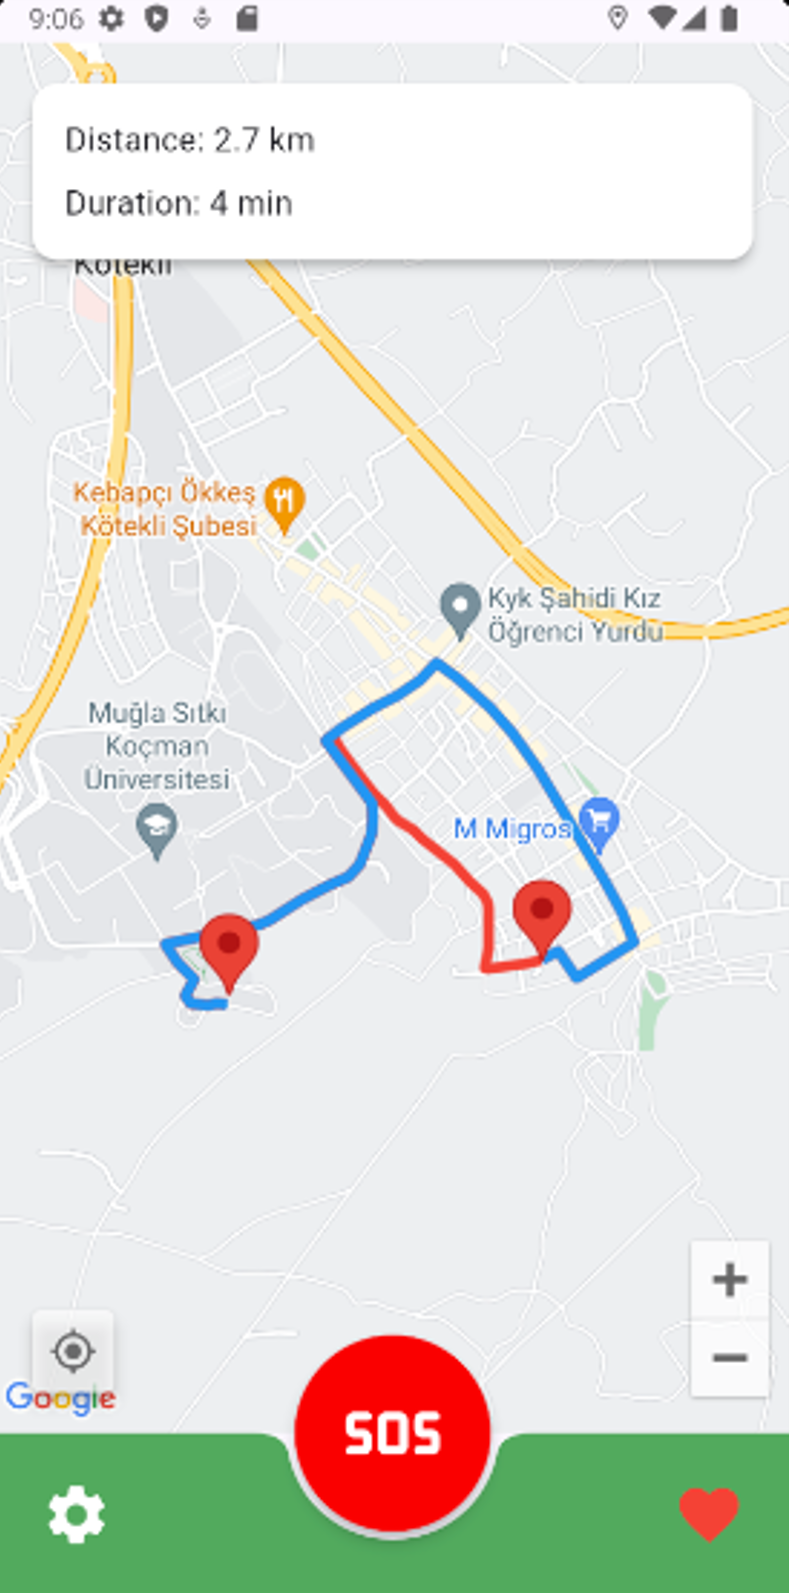 9:06
Distance: 2.7 km
Duration: 4 min
Kötekli
Kebapçı Ökkeş
Kötekli Şubesi
Kyk Şahidi Kız
Öğrenci Yurdu
Muğla Sıtkı
Koçman
Üniversitesi
M Migros
+
−
Google
SOS